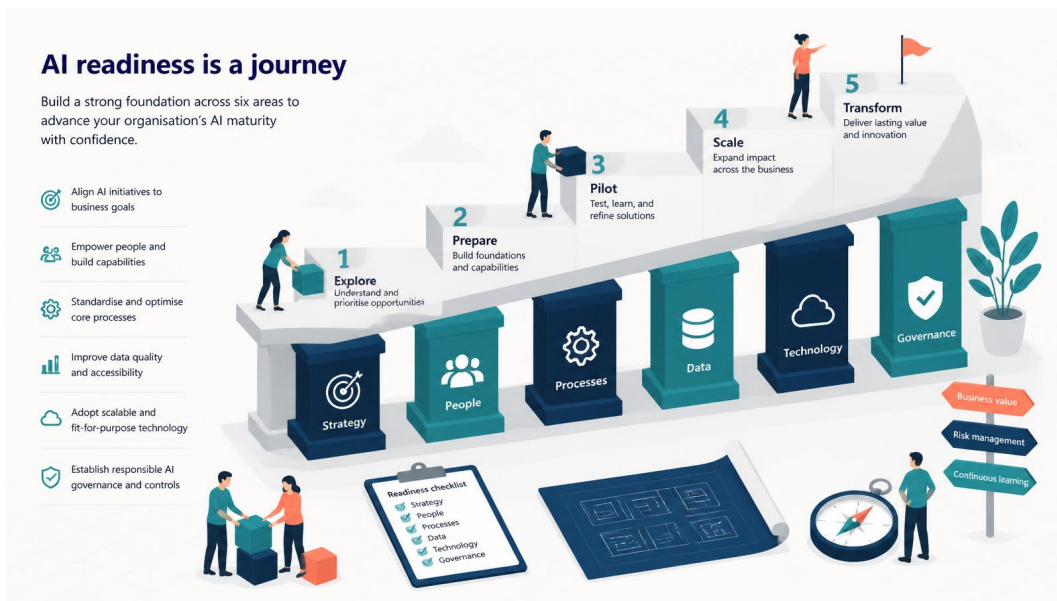 AI readiness is a journey
Build a strong foundation across six areas to
advance your organisation's AI maturity
with confidence.
Align AI initiatives to
business goals
Empower people and
build capabilities
Standardise and optimise
core processes
Improve data quality
and accessibility
Adopt scalable and
fit-for-purpose technology
Establish responsible AI
governance and controls
1
Explore
Understand and
prioritise opportunities
2
Prepare
Build foundations
and capabilities
3
Pilot
Test, learn, and
refine solutions
4
Scale
Expand impact
across the business
5
Transform
Deliver lasting value
and innovation
Strategy
People
Processes
Data
Technology
Governance
Readiness checklist
Strategy
People
Processes
Data
Technology
Governance
Business value
Risk management
Continuous learning